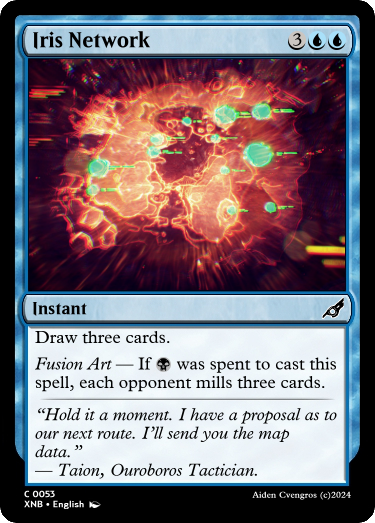 Iris Network 3
Instant
Draw three cards.
Fusion Art — If was spent to cast this
spell, each opponent mills three cards.
“Hold it a moment. I have a proposal as to
our next route. I’ll send you the map
data.”
— Taion, Ouroboros Tactician.
C 0053
XNB • English
Aiden Cvengros (c)2024